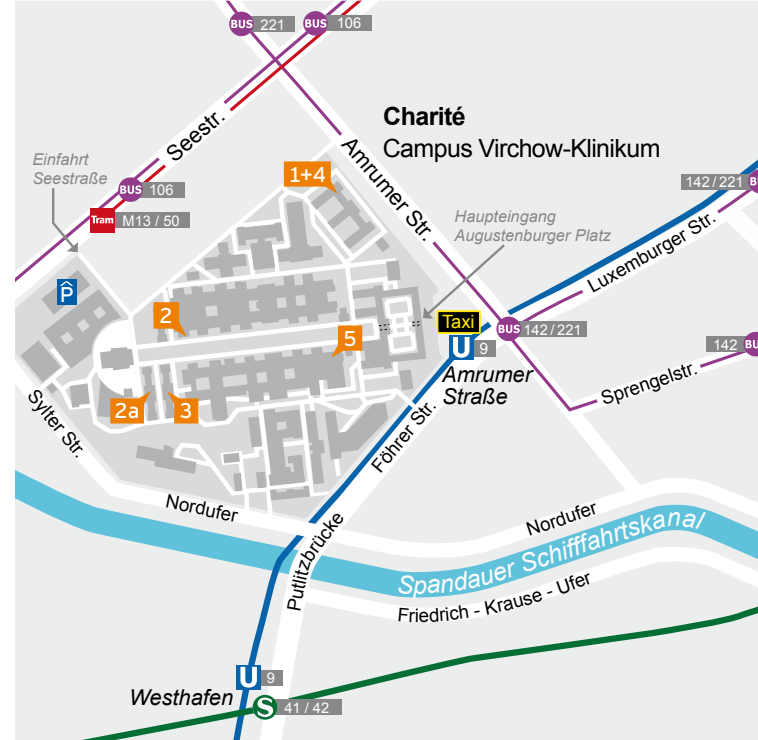 BUS 221
BUS 106
Charité
Campus Virchow-Klinikum
Seestr.
Amrumer Str.
Einfahrt
Seestraße
1+4
142 / 221 BU
BUS 106
Tram M13 / 50
Haupteingang
Augustenburger Platz
Luxemburger Str.
P
2
Taxi
BUS 142 / 221
5
U 9
142 BU
Amrumer
Straße
Sprengelstr.
2a
3
Sylter Str.
Föhrer Str.
Nordufer
Nordufer
Putlitzbrücke
Spandauer Schifffahrtskanal
Friedrich - Krause - Ufer
U 9
Westhafen
S 41 / 42